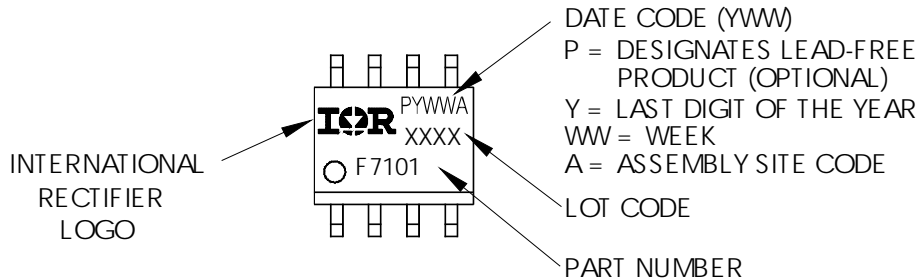 DATE CODE (YWW)
P = DESIGNATES LEAD-FREE
PRODUCT (OPTIONAL)
Y = LAST DIGIT OF THE YEAR
WW = WEEK
A = ASSEMBLY SITE CODE
LOT CODE
PART NUMBER
INTERNATIONAL
RECTIFIER
LOGO
PYWWA
IOR
XXXX
F7101